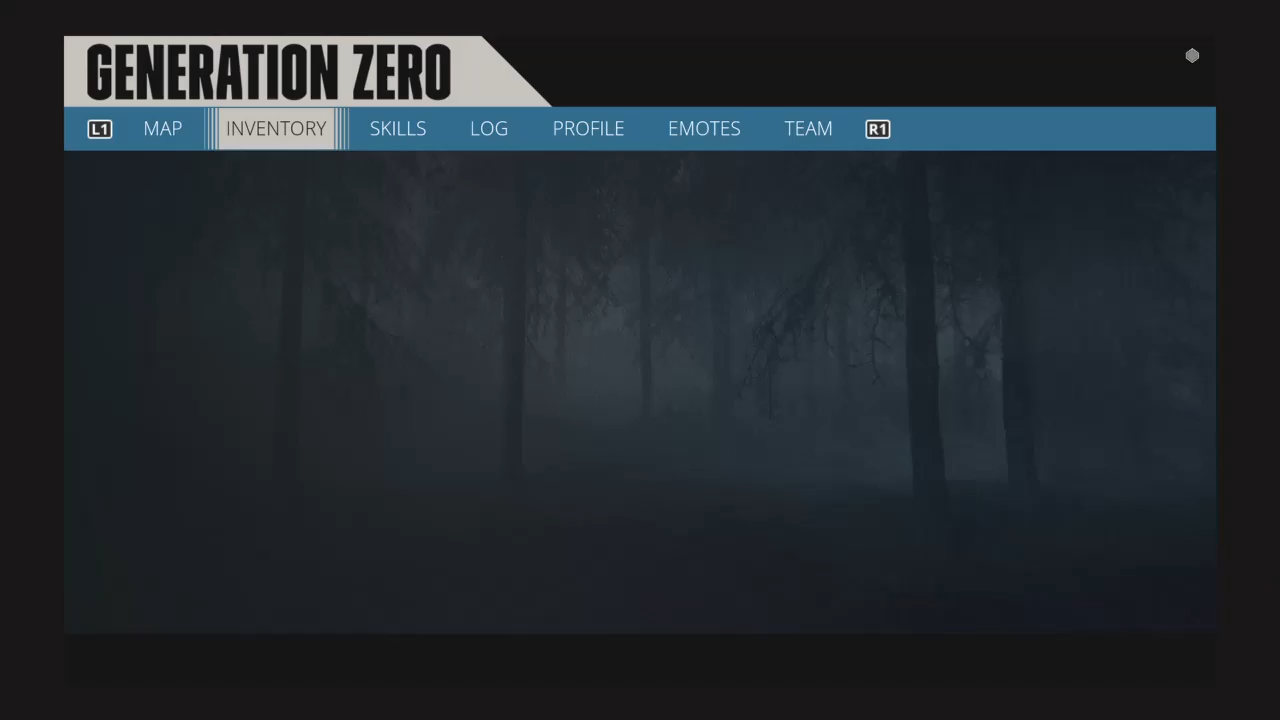 GENERATION ZERO
L1 MAP INVENTORY SKILLS LOG PROFILE EMOTES TEAM R1